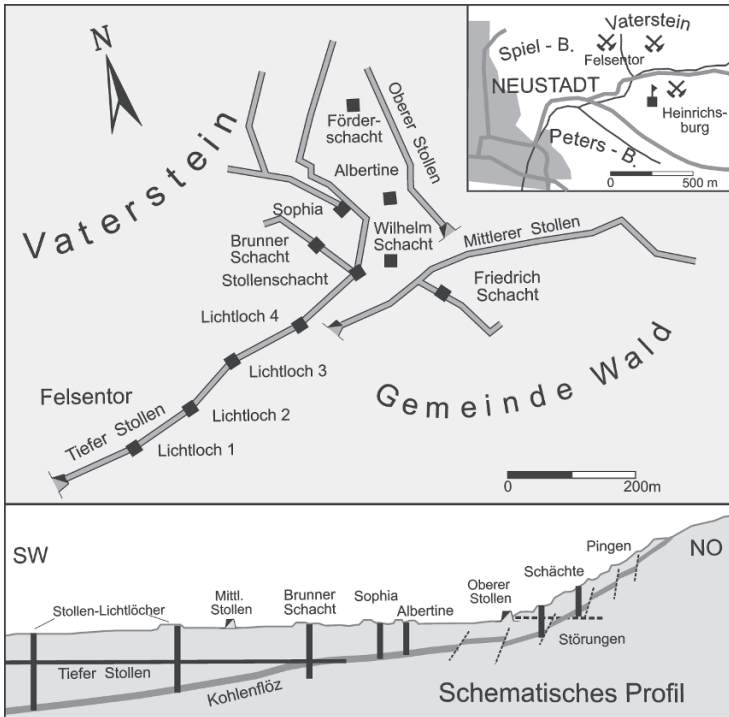 N
Vaterstein
Förder-
schacht
Oberer Stollen
Albertine
Sophia
Brunner
Schacht
Wilhelm
Schacht
Stollenschacht
Mittlerer Stollen
Friedrich
Schacht
Lichtloch 4
Lichtloch 3
Felsentor
Lichtloch 2
Tiefer Stollen
Lichtloch 1
Gemeinde Wald
0
200m
Vaterstein
Spiel - B.
Felsentor
NEUSTADT
Heinrichs-
burg
Peters - B.
0
500 m
SW
NO
Pingen
Schächte
Oberer
Stollen
Stollen-Lichtlöcher
Mittl.
Stollen
Brunner
Schacht
Sophia
Albertine
Störungen
Tiefer Stollen
Kohlenflöz
Schematisches Profil